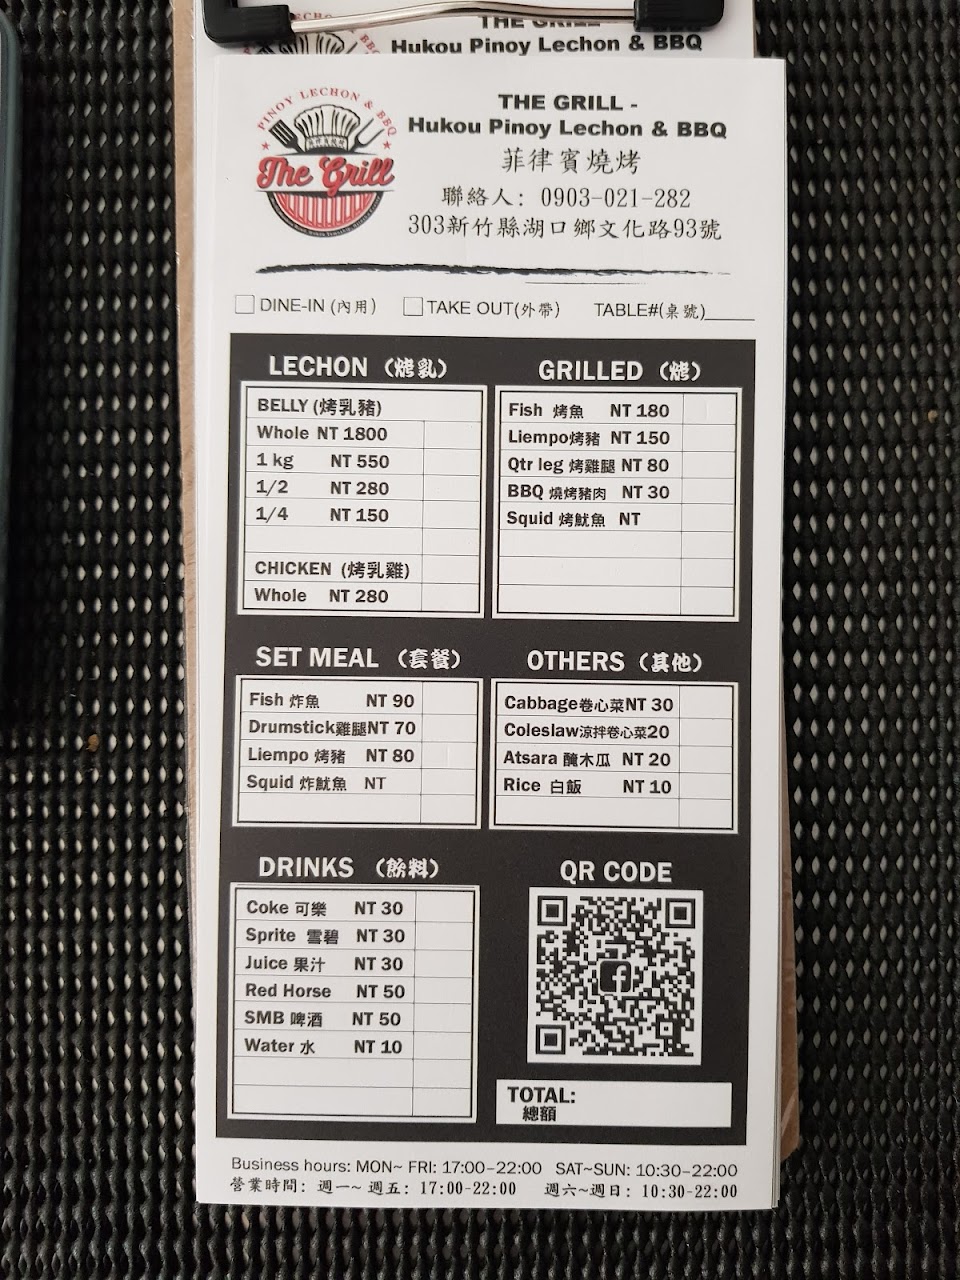 THE GRILL
Hukou Pinoy Lechon & BBQ
PINOY LECHON & BBQ
The Grill
THE GRILL -
Hukou Pinoy Lechon & BBQ
菲律賓燒烤
聯絡人: 0903-021-282
303新竹縣湖口鄉文化路93號
DINE-IN (內用) TAKE OUT(外帶) TABLE#(桌號)_____
LECHON (烤乳)
BELLY (烤乳豬)
Whole NT 1800
1 kg NT 550
1/2 NT 280
1/4 NT 150
CHICKEN (烤乳雞)
Whole NT 280
GRILLED (烤)
Fish 烤魚 NT 180
Liempo烤豬 NT 150
Qtr leg 烤雞腿 NT 80
BBQ 燒烤豬肉 NT 30
Squid 烤魷魚 NT
SET MEAL (套餐)
Fish 炸魚 NT 90
Drumstick雞腿NT 70
Liempo 烤豬 NT 80
Squid 炸魷魚 NT
OTHERS (其他)
Cabbage卷心菜NT 30
Coleslaw涼拌卷心菜20
Atsara 醃木瓜 NT 20
Rice 白飯 NT 10
DRINKS (飲料)
Coke 可樂 NT 30
Sprite 雪碧 NT 30
Juice 果汁 NT 30
Red Horse NT 50
SMB 啤酒 NT 50
Water 水 NT 10
QR CODE
TOTAL:
總額
Business hours: MON~ FRI: 17:00-22:00 SAT~SUN: 10:30-22:00
營業時間: 週一~ 週五: 17:00-22:00 週六~週日: 10:30-22:00